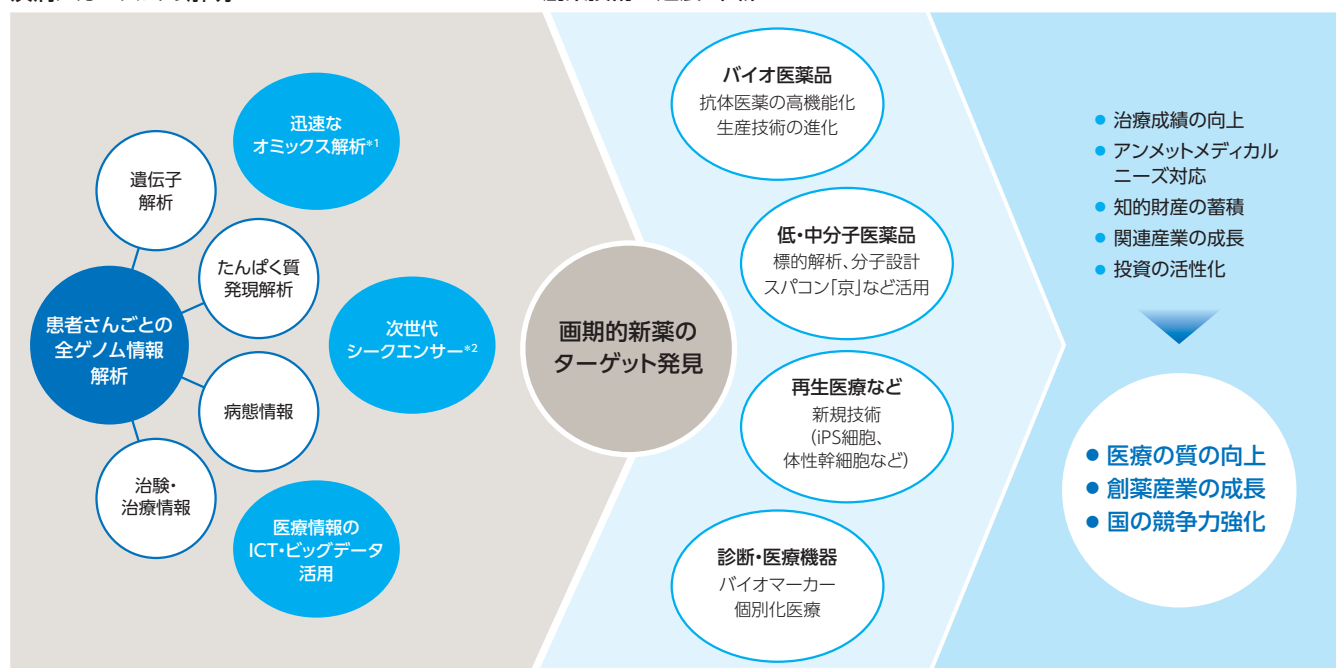 迅速な
オミックス解析*1
遺伝子
解析
たんぱく質
発現解析
患者さんごとの
全ゲノム情報
解析
次世代
シークエンサー*2
病態情報
治験・
治療情報
医療情報の
ICT・ビッグデータ
活用
画期的新薬の
ターゲット発見
バイオ医薬品
抗体医薬の高機能化
生産技術の進化
低・中分子医薬品
標的解析、分子設計
スパコン「京」など活用
再生医療など
新規技術
(iPS細胞、
体性幹細胞など)
診断・医療機器
バイオマーカー
個別化医療
● 治療成績の向上
● アンメットメディカル
ニーズ対応
● 知的財産の蓄積
● 関連産業の成長
● 投資の活性化
● 医療の質の向上
● 創薬産業の成長
● 国の競争力強化